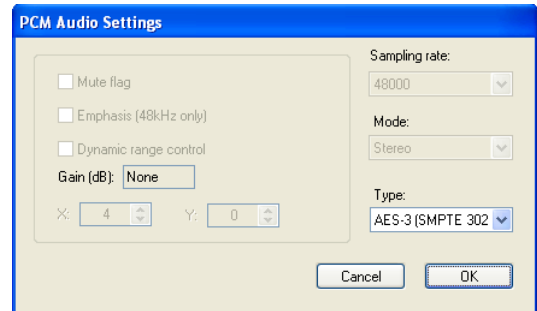 PCM Audio Settings
Sampling rate:
Mute flag
48000
Emphasis (48kHz only)
Mode:
Dynamic range control
Stereo
Gain (dB): None
Type:
X: 4 Y: 0
AES-3 (SMPTE 302
Cancel OK